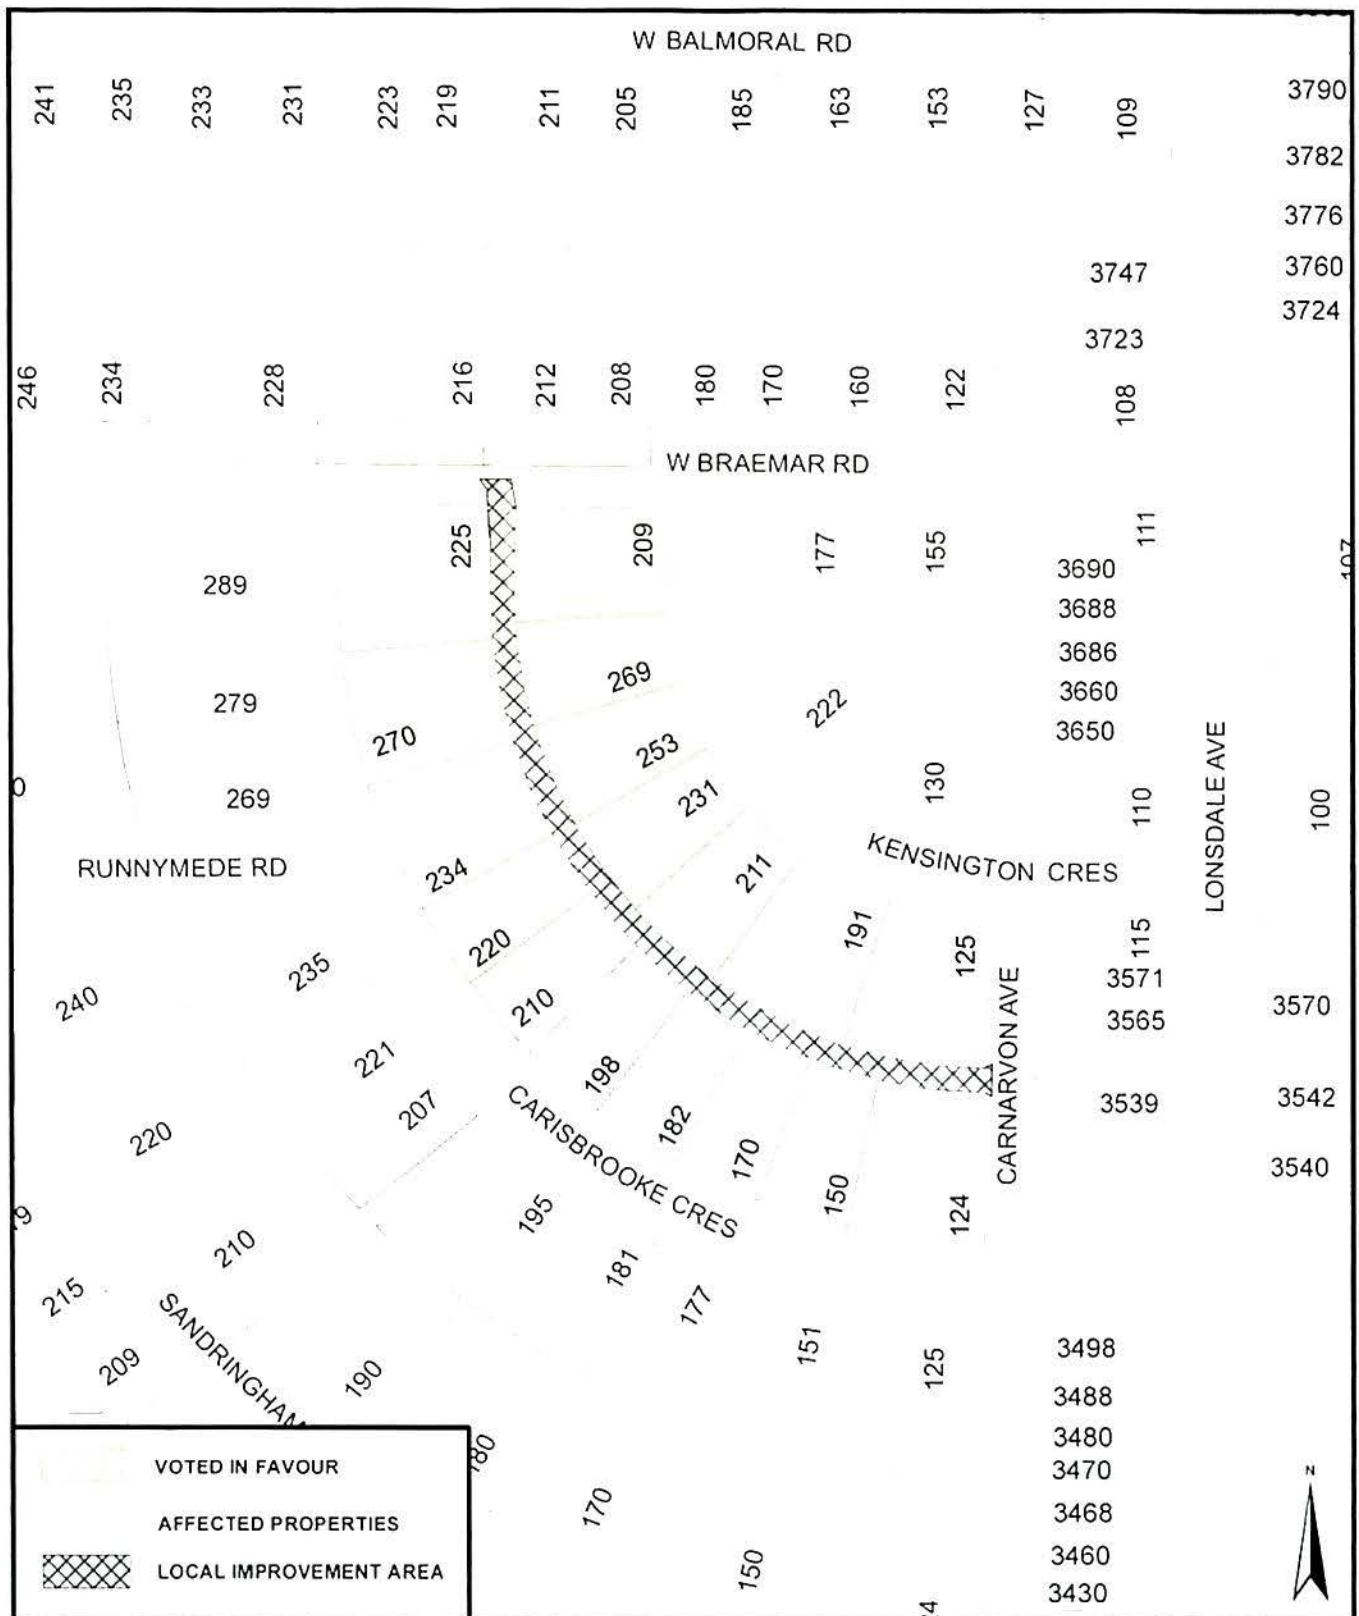 W BALMORAL RD
241 235 233 231 223 219 211 205 185 163 153 127 109 3790
3782
3776
3747 3760
3724
3723
246 234 228 216 212 208 180 170 160 122 108
W BRAEMAR RD
225 209 177 155 111
289 3690
3688
269 3686
279 270 222 3660
253 3650
269 231 130 110 LONSDALE AVE 100
RUNNYMEDE RD 234 211 KENSINGTON CRES
235 220 191 125 115
240 210 3571 3570
3565
221 198 CARNARVON AVE
207 CARISBROOKE CRES 3539 3542
220 182 170 150 3540
195 124
210 181
215 SANDRINGHAM 177
209 190 151 125 3498
3488
3480
VOTED IN FAVOUR 3470
AFFECTED PROPERTIES 170 3468
LOCAL IMPROVEMENT AREA 150 3460
3430
N